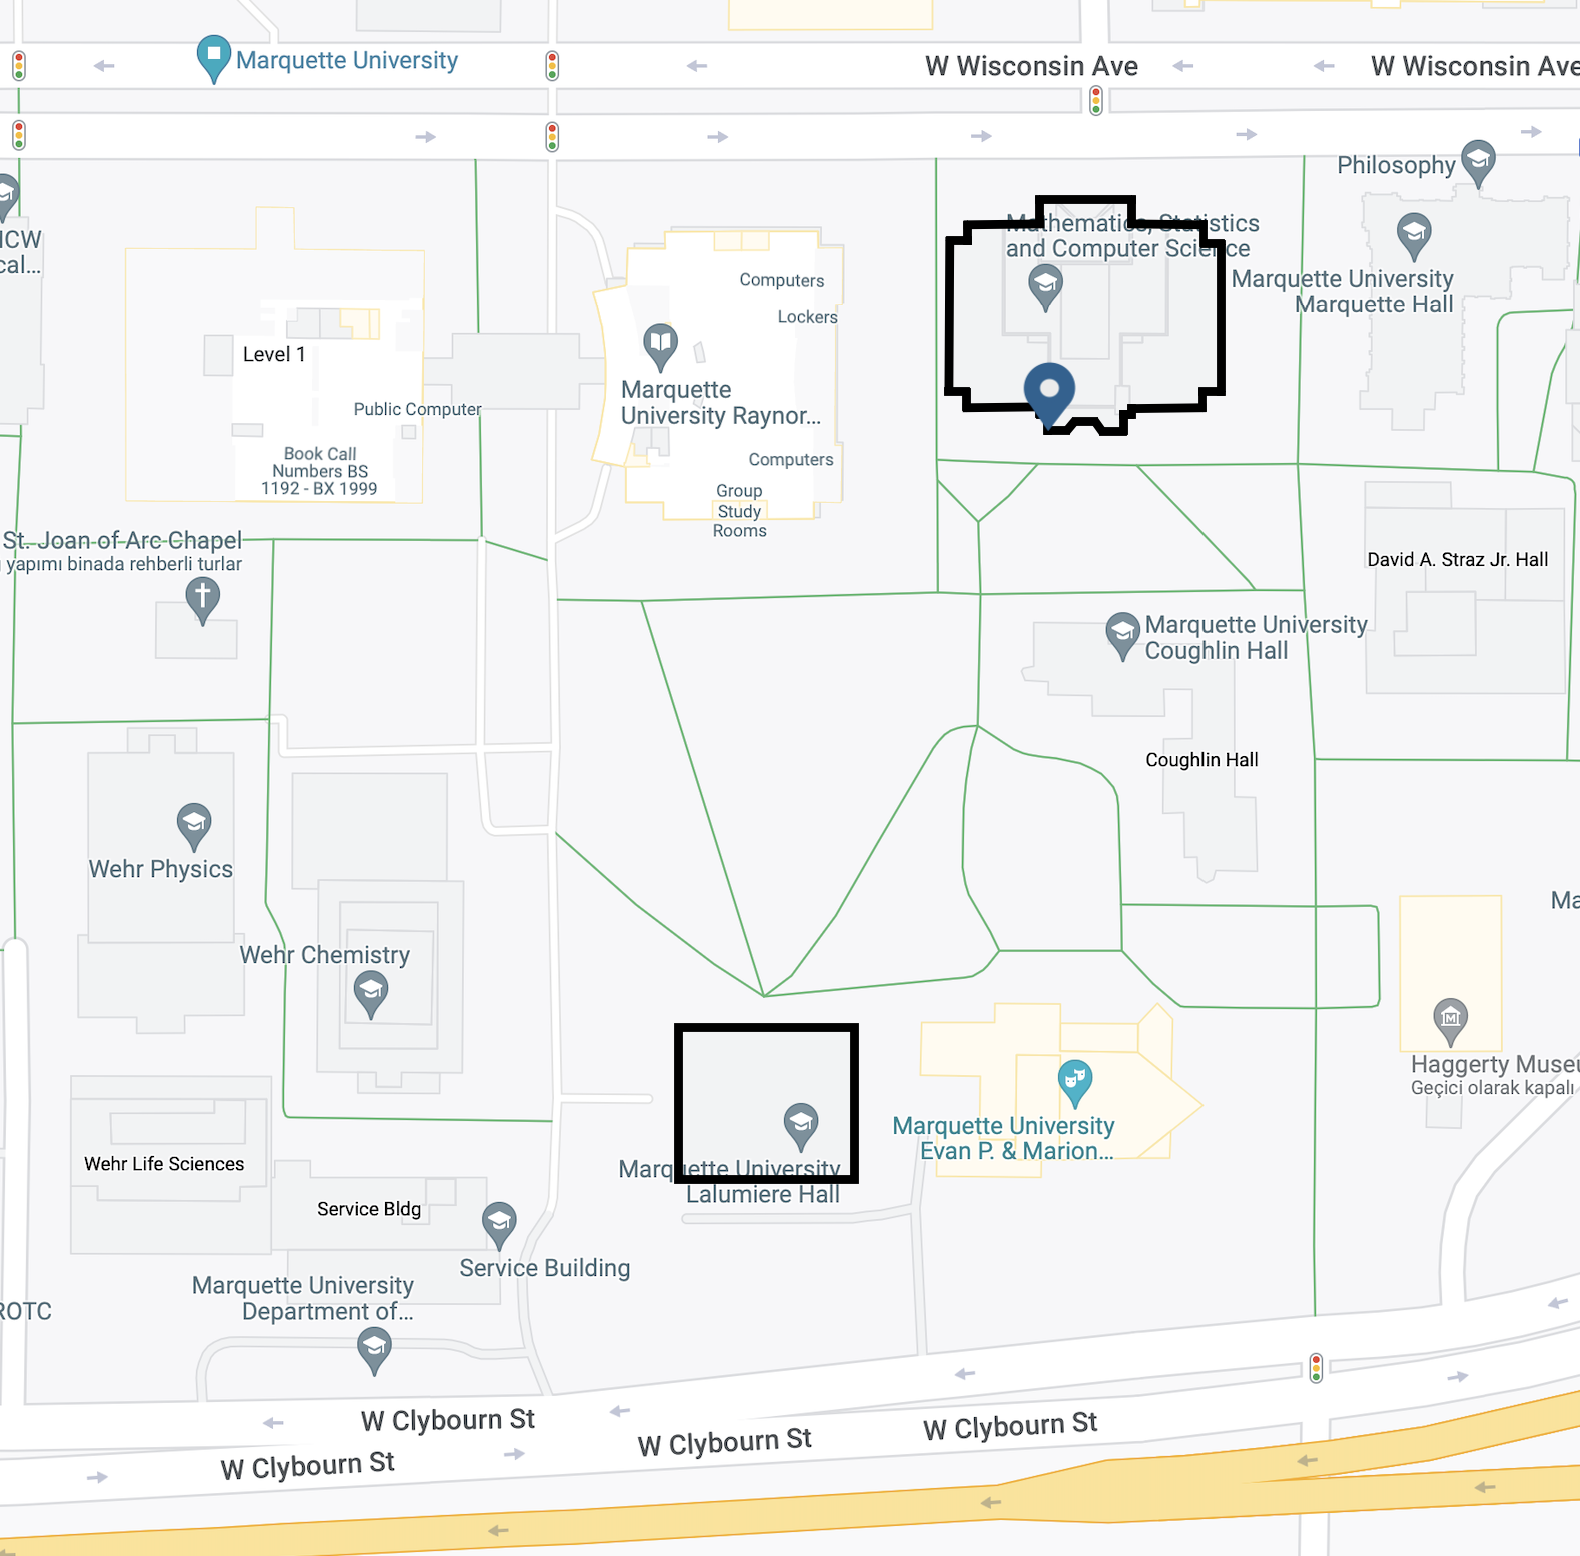 Marquette University
W Wisconsin Ave
W Wisconsin Ave
Philosophy
Mathematics, Statistics
and Computer Science
Marquette University
Marquette Hall
Computers
Lockers
Level 1
Marquette
University Raynor...
Public Computer
Book Call
Numbers BS
1192 - BX 1999
Computers
Group
Study
Rooms
St. Joan of Arc Chapel
yapımı binada rehberli turlar
David A. Straz Jr. Hall
Marquette University
Coughlin Hall
Coughlin Hall
Wehr Physics
Wehr Chemistry
Haggerty Museu
Geçici olarak kapalı
Marquette University
Evan P. & Marion...
Marquette University
Lalumiere Hall
Wehr Life Sciences
Service Bldg
Service Building
Marquette University
Department of...
ROTC
W Clybourn St
W Clybourn St
W Clybourn St
W Clybourn St